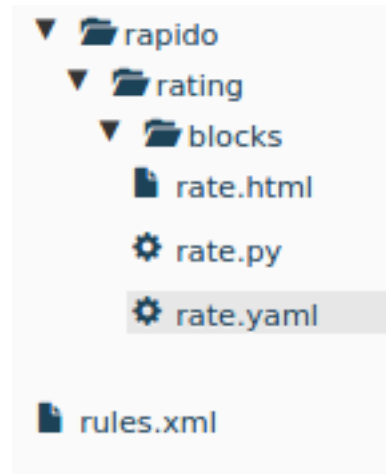 rapido
rating
blocks
rate.html
rate.py
rate.yaml
rules.xml